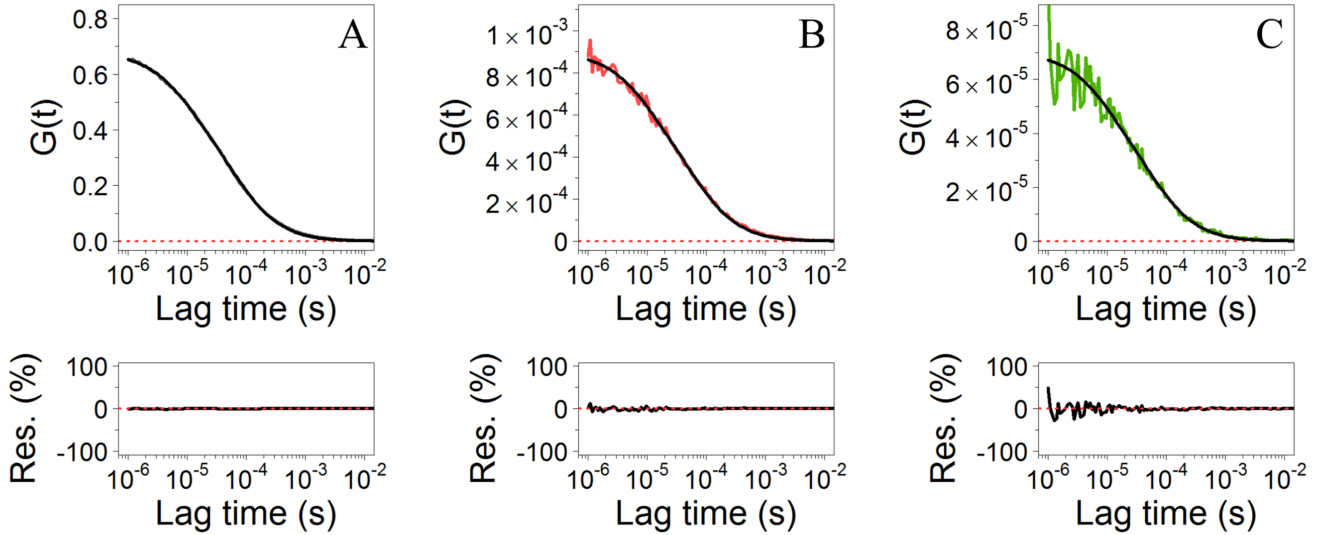 A
0.8
0.6
0.4
0.2
0.0
G(t)
10^-6 10^-5 10^-4 10^-3 10^-2
Lag time (s)
B
1 × 10^-3
8 × 10^-4
6 × 10^-4
4 × 10^-4
2 × 10^-4
0
G(t)
10^-6 10^-5 10^-4 10^-3 10^-2
Lag time (s)
C
8 × 10^-5
6 × 10^-5
4 × 10^-5
2 × 10^-5
0
G(t)
10^-6 10^-5 10^-4 10^-3 10^-2
Lag time (s)
100
0
-100
Res. (%)
10^-6 10^-5 10^-4 10^-3 10^-2
Lag time (s)
100
0
-100
Res. (%)
10^-6 10^-5 10^-4 10^-3 10^-2
Lag time (s)
100
0
-100
Res. (%)
10^-6 10^-5 10^-4 10^-3 10^-2
Lag time (s)